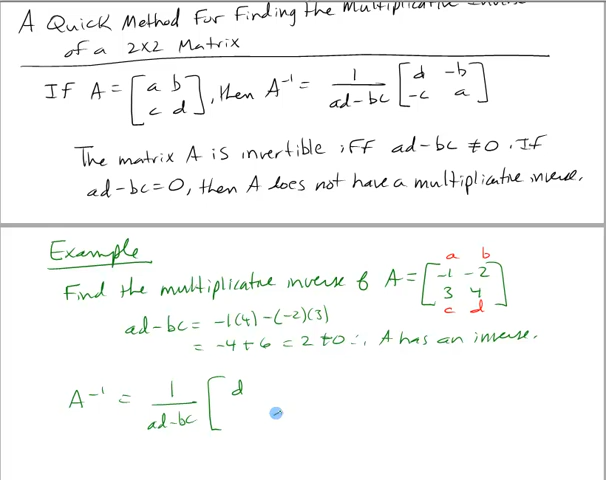 A Quick Method For Finding the Multiplicative Inverse
of a 2x2 Matrix
If A = [a b; c d], then A⁻¹ = 1/(ad-bc) [d -b; -c a]
The matrix A is invertible iff ad-bc ≠ 0. If
ad-bc = 0, then A does not have a multiplicative inverse.
Example
a b
Find the multiplicative inverse of A = [-1 -2; 3 4]
c d
ad-bc = -1(4) - (-2)(3)
= -4 + 6 = 2 ≠ 0 ∴ A has an inverse.
A⁻¹ = 1/(ad-bc) [d